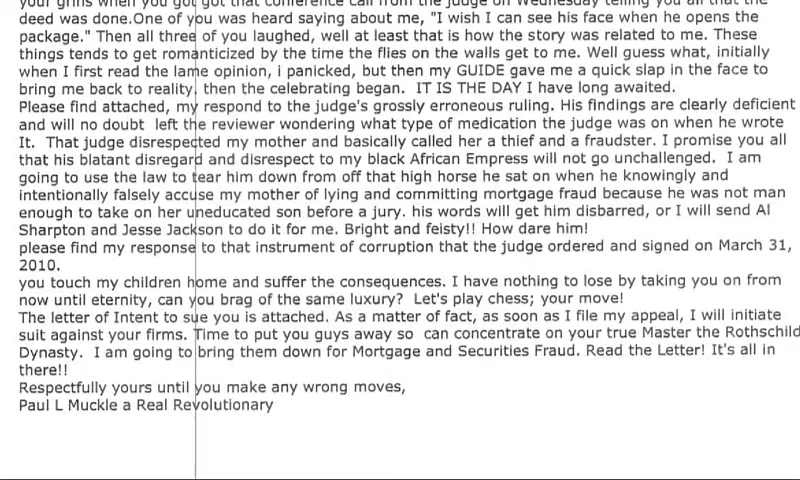 your grins when you got got that conference call from the judge on Wednesday telling you all that the
deed was done.One of you was heard saying about me, "I wish I can see his face when he opens the
package." Then all three of you laughed, well at least that is how the story was related to me. These
things tends to get romanticized by the time the flies on the walls get to me. Well guess what, initially
when I first read the lame opinion, i panicked, but then my GUIDE gave me a quick slap in the face to
bring me back to reality, then the celebrating began. IT IS THE DAY I have long awaited.
Please find attached, my respond to the judge's grossly erroneous ruling. His findings are clearly deficient
and will no doubt left the reviewer wondering what type of medication the judge was on when he wrote
It. That judge disrespected my mother and basically called her a thief and a fraudster. I promise you all
that his blatant disregard and disrespect to my black African Empress will not go unchallenged. I am
going to use the law to tear him down from off that high horse he sat on when he knowingly and
intentionally falsely accuse my mother of lying and committing mortgage fraud because he was not man
enough to take on her uneducated son before a jury. his words will get him disbarred, or I will send Al
Sharpton and Jesse Jackson to do it for me. Bright and feisty!! How dare him!
please find my response to that instrument of corruption that the judge ordered and signed on March 31,
2010.
you touch my children home and suffer the consequences. I have nothing to lose by taking you on from
now until eternity, can you brag of the same luxury? Let's play chess; your move!
The letter of Intent to sue you is attached. As a matter of fact, as soon as I file my appeal, I will initiate
suit against your firms. Time to put you guys away so can concentrate on your true Master the Rothschild
Dynasty. I am going to bring them down for Mortgage and Securities Fraud. Read the Letter! It's all in
there!!
Respectfully yours until you make any wrong moves,
Paul L Muckle a Real Revolutionary